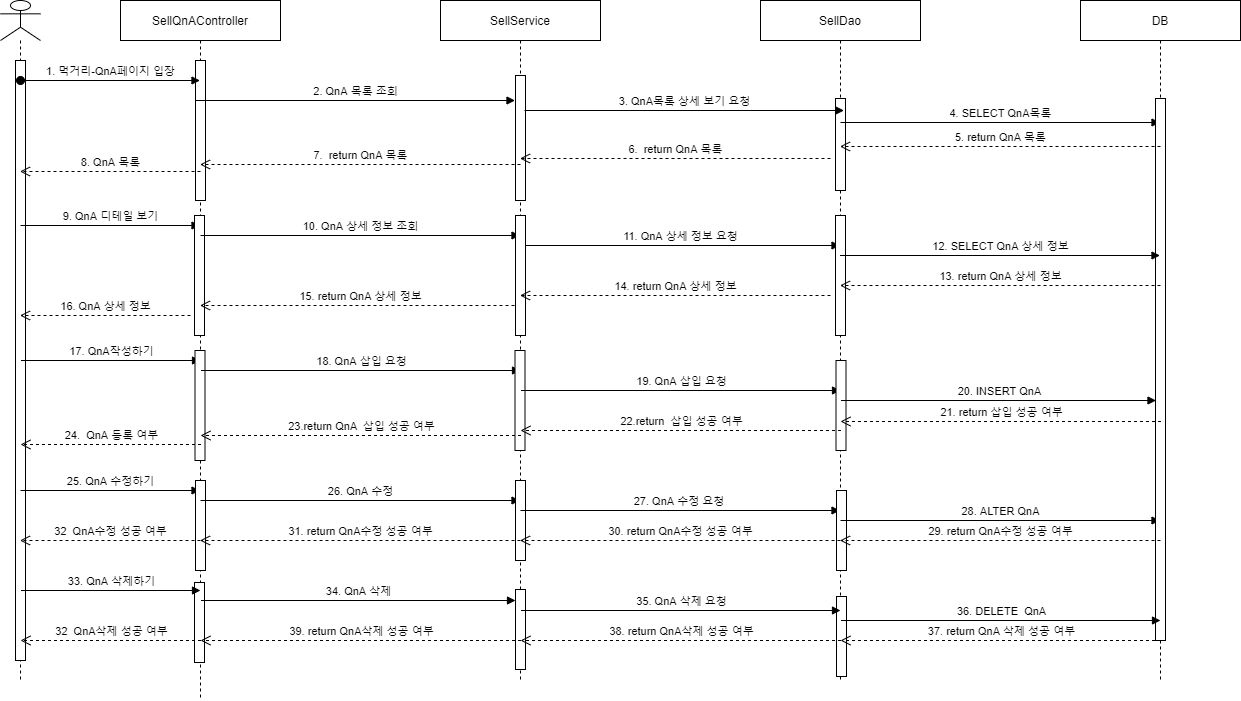 SellQnAController
SellService
SellDao
DB
1. 먹거리-QnA페이지 입장
2. QnA 목록 조회
3. QnA목록 상세 보기 요청
4. SELECT QnA목록
5. return QnA 목록
6.  return QnA 목록
7.  return QnA 목록
8. QnA 목록
9. QnA 디테일 보기
10. QnA 상세 정보 조회
11. QnA 상세 정보 요청
12. SELECT QnA 상세 정보
13. return QnA 상세 정보
14. return QnA 상세 정보
15. return QnA 상세 정보
16. QnA 상세 정보
17. QnA작성하기
18. QnA 삽입 요청
19. QnA 삽입 요청
20. INSERT QnA
21. return 삽입 성공 여부
22.return  삽입 성공 여부
23.return QnA  삽입 성공 여부
24.  QnA 등록 여부
25. QnA 수정하기
26. QnA 수정
27. QnA 수정 요청
28. ALTER QnA
29. return QnA수정 성공 여부
30. return QnA수정 성공 여부
31. return QnA수정 성공 여부
32  QnA수정 성공 여부
33. QnA 삭제하기
34. QnA 삭제
35. QnA 삭제 요청
36. DELETE  QnA
37. return QnA 삭제 성공 여부
38. return QnA삭제 성공 여부
39. return QnA삭제 성공 여부
32  QnA삭제 성공 여부